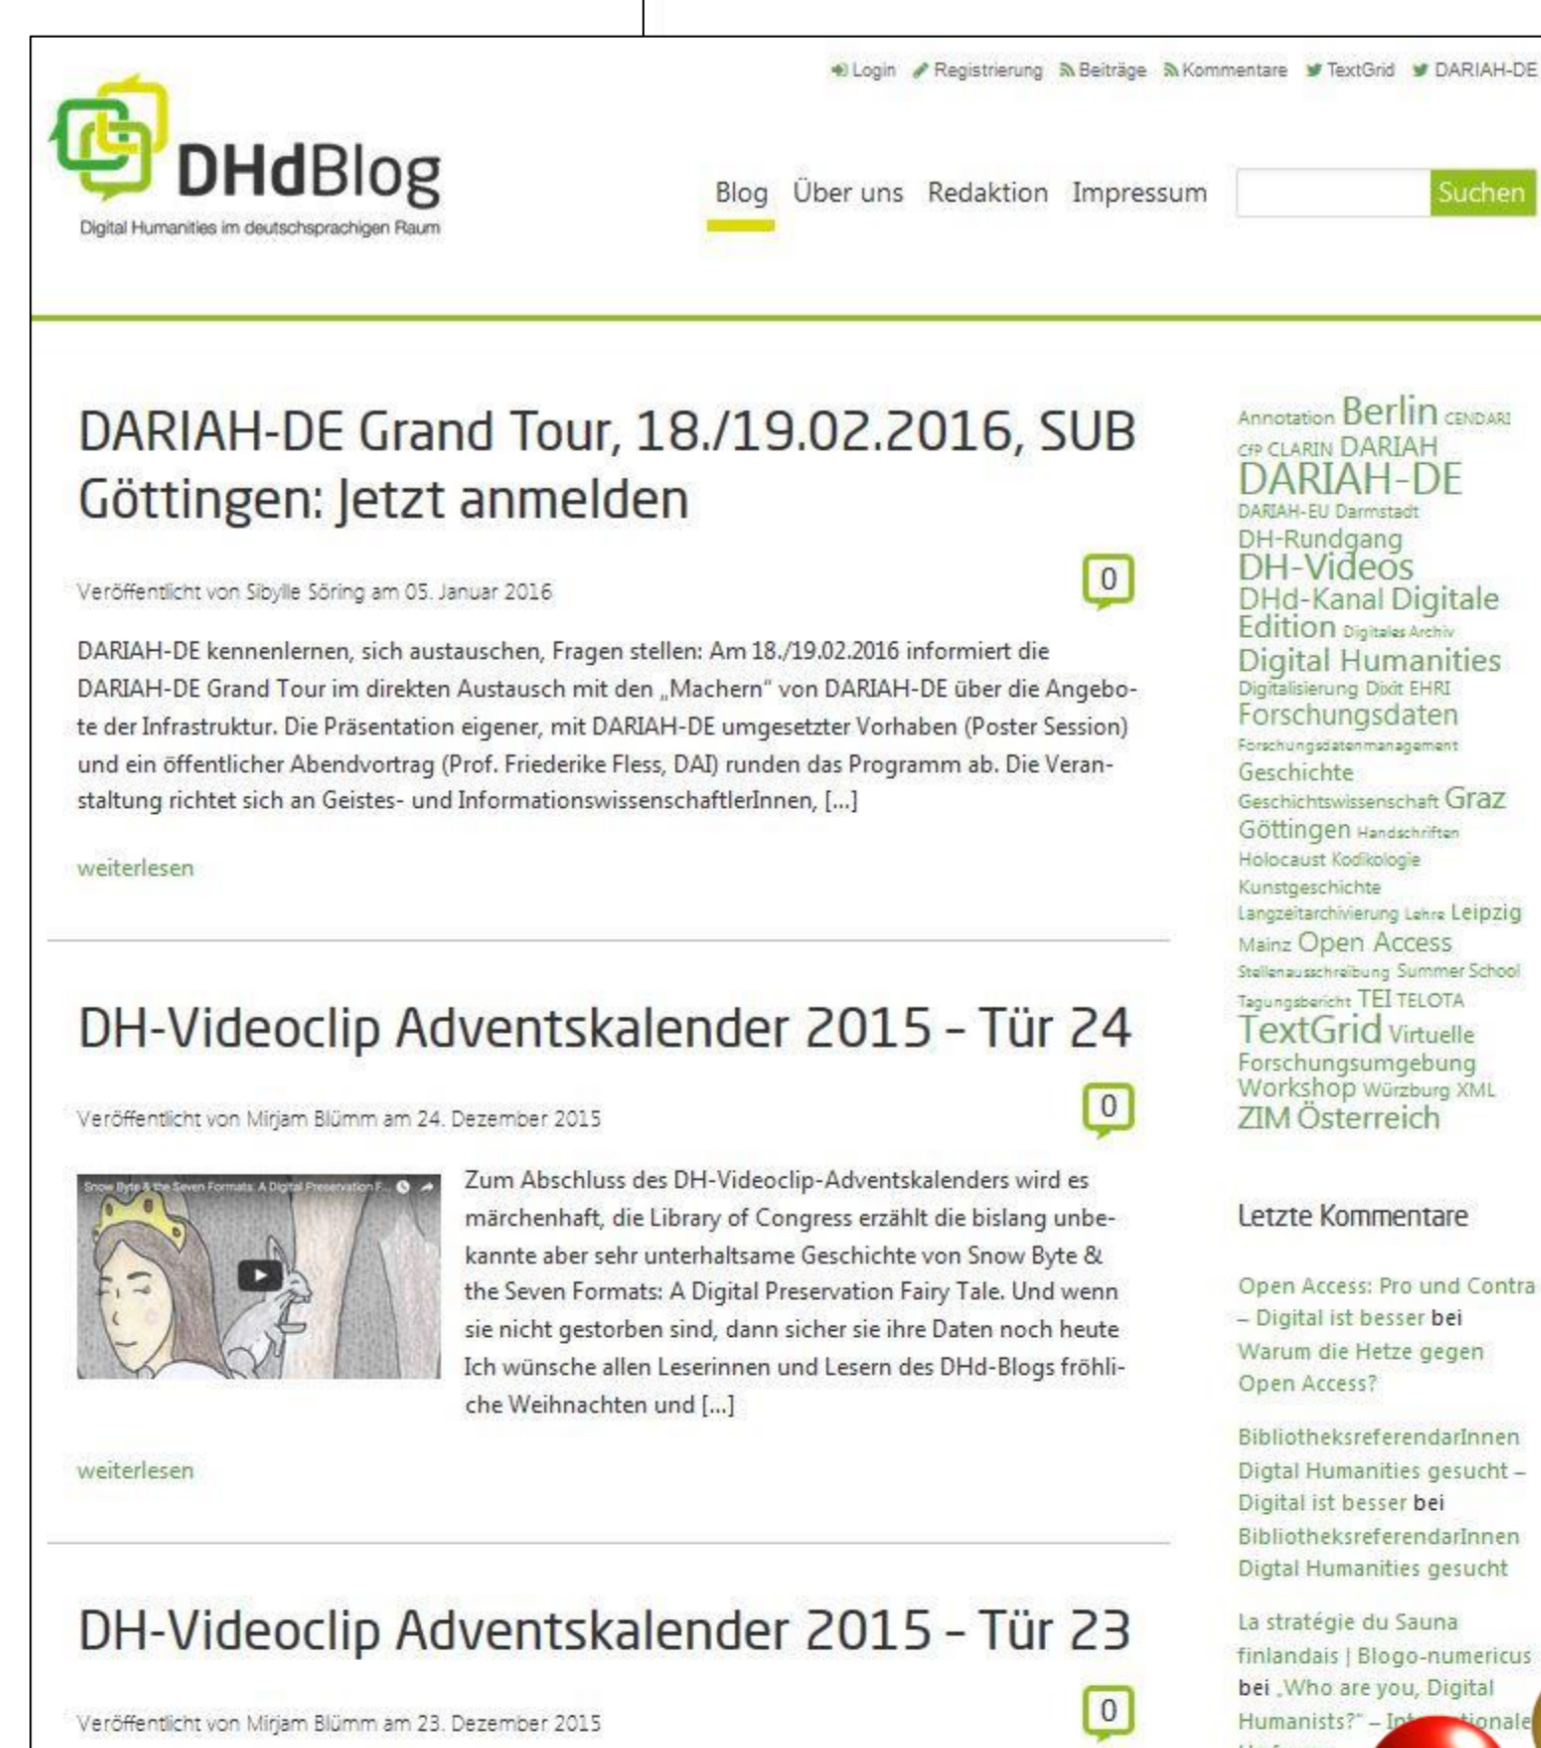 Login Registrierung Beiträge Kommentare TextGrid DARIAH-DE
DHdBlog
Digital Humanities im deutschsprachigen Raum
Blog Über uns Redaktion Impressum Suchen
DARIAH-DE Grand Tour, 18./19.02.2016, SUB
Göttingen: Jetzt anmelden
Veröffentlicht von Sibylle Söring am 05. Januar 2016
0
DARIAH-DE kennenlernen, sich austauschen, Fragen stellen: Am 18./19.02.2016 informiert die
DARIAH-DE Grand Tour im direkten Austausch mit den „Machern“ von DARIAH-DE über die Angebo-
te der Infrastruktur. Die Präsentation eigener, mit DARIAH-DE umgesetzter Vorhaben (Poster Session)
und ein öffentlicher Abendvortrag (Prof. Friederike Fless, DAI) runden das Programm ab. Die Veran-
staltung richtet sich an Geistes- und InformationswissenschaftlerInnen, [...]
weiterlesen
DH-Videoclip Adventskalender 2015 – Tür 24
Veröffentlicht von Mirjam Blümm am 24. Dezember 2015
0
Snow Byte & the Seven Formats: A Digital Preservation F...
Zum Abschluss des DH-Videoclip-Adventskalenders wird es
märchenhaft, die Library of Congress erzählt die bislang unbe-
kannte aber sehr unterhaltsame Geschichte von Snow Byte &
the Seven Formats: A Digital Preservation Fairy Tale. Und wenn
sie nicht gestorben sind, dann sicher sie ihre Daten noch heute
Ich wünsche allen Leserinnen und Lesern des DHd-Blogs fröhli-
che Weihnachten und [...]
weiterlesen
DH-Videoclip Adventskalender 2015 – Tür 23
Veröffentlicht von Mirjam Blümm am 23. Dezember 2015
0
Annotation Berlin CENDARI
CfP CLARIN DARIAH
DARIAH-DE
DARIAH-EU Darmstadt
DH-Rundgang
DH-Videos
DHd-Kanal Digitale
Edition Digitales Archiv
Digital Humanities
Digitalisierung Dixit EHRI
Forschungsdaten
Forschungsdatenmanagement
Geschichte
Geschichtswissenschaft Graz
Göttingen Handschriften
Holocaust Kodikologie
Kunstgeschichte
Langzeitarchivierung Lehre Leipzig
Mainz Open Access
Stellenausschreibung Summer School
Tagungsbericht TEI TELOTA
TextGrid Virtuelle
Forschungsumgebung
Workshop Würzburg XML
ZIM Österreich
Letzte Kommentare
Open Access: Pro und Contra
– Digital ist besser bei
Warum die Hetze gegen
Open Access?
BibliotheksreferendarInnen
Digtal Humanities gesucht –
Digital ist besser bei
BibliotheksreferendarInnen
Digtal Humanities gesucht
La stratégie du Sauna
finlandais | Blogo-numericus
bei „Who are you, Digital
Humanists?“ –